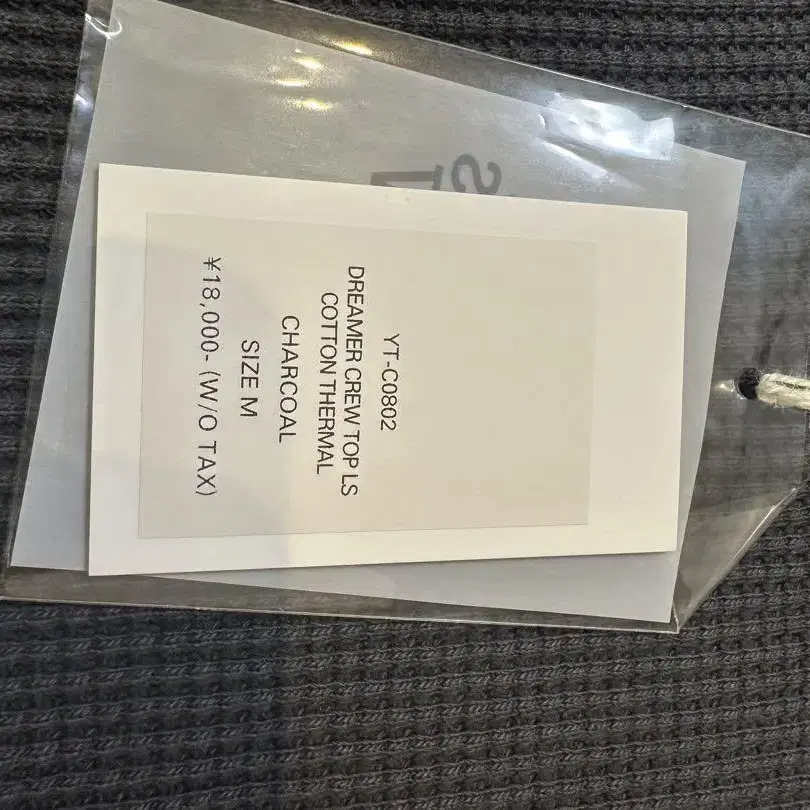 YT-C0802
DREAMER CREW TOP LS
COTTON THERMAL
CHARCOAL
SIZE M
¥18,000- (W/O TAX)